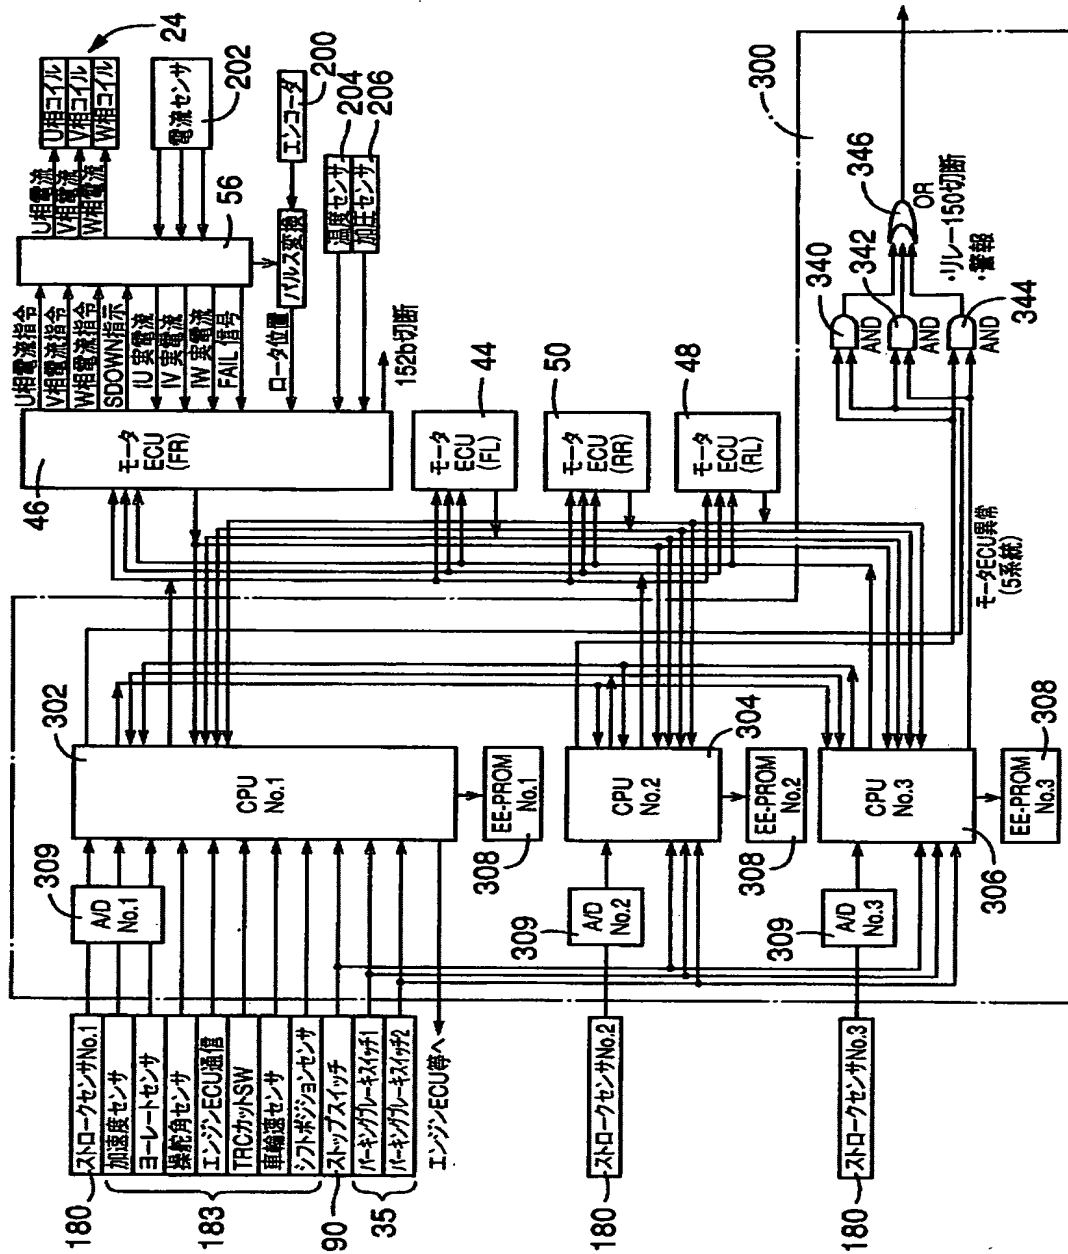 180
ストロークセンサNo.1
加速度センサ
ヨーレートセンサ
操舵角センサ
エンジンECU通信
TRCカットSW
車輪速センサ
シフトポジションセンサ
ストップスイッチ
パーキングブレーキスイッチ1
パーキングブレーキスイッチ2
エンジンECU等へ
183
90
35
180
ストロークセンサNo.2
180
ストロークセンサNo.3
309
A/D
No.1
309
A/D
No.2
309
A/D
No.3
302
CPU
No.1
EE-PROM
No.1
308
304
CPU
No.2
EE-PROM
No.2
308
CPU
No.3
306
EE-PROM
No.3
308
46
モータ
ECU
(FR)
モータ
ECU
(FL)
44
モータ
ECU
(RR)
50
モータ
ECU
(RL)
48
モータECU異常
(5系統)
U相電流指令
V相電流指令
W相電流指令
SDOWN指示
IU 実電流
IV 実電流
IW 実電流
FAIL 信号
ロータ位置
152b切断
56
U相電流
V相電流
W相電流
U相コイル
V相コイル
W相コイル
24
電流センサ
202
パルス変換
エンコーダ
200
温度センサ
204
加圧センサ
206
300
340
AND
342
AND
344
AND
346
OR
・リレー150切断
・警報